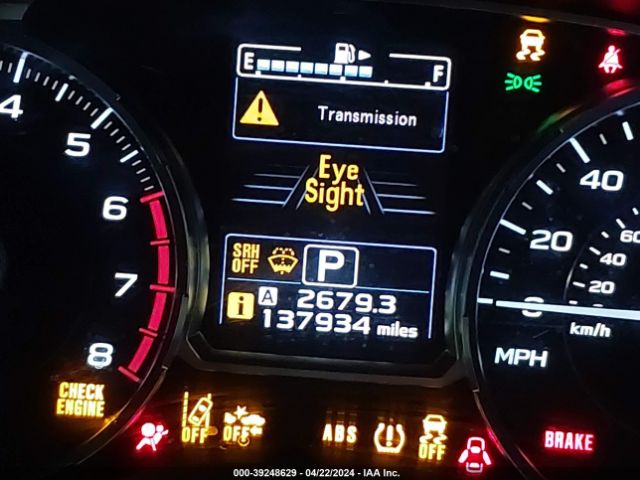 E F
Transmission
4
5
6
7
8
Eye
Sight
SRH
OFF
P
A 2679.3
i 137934 miles
40
20
0
60
40
20
km/h
MPH
CHECK
ENGINE
OFF OFF ABS OFF BRAKE
000-39248629 - 04/22/2024 - IAA Inc.